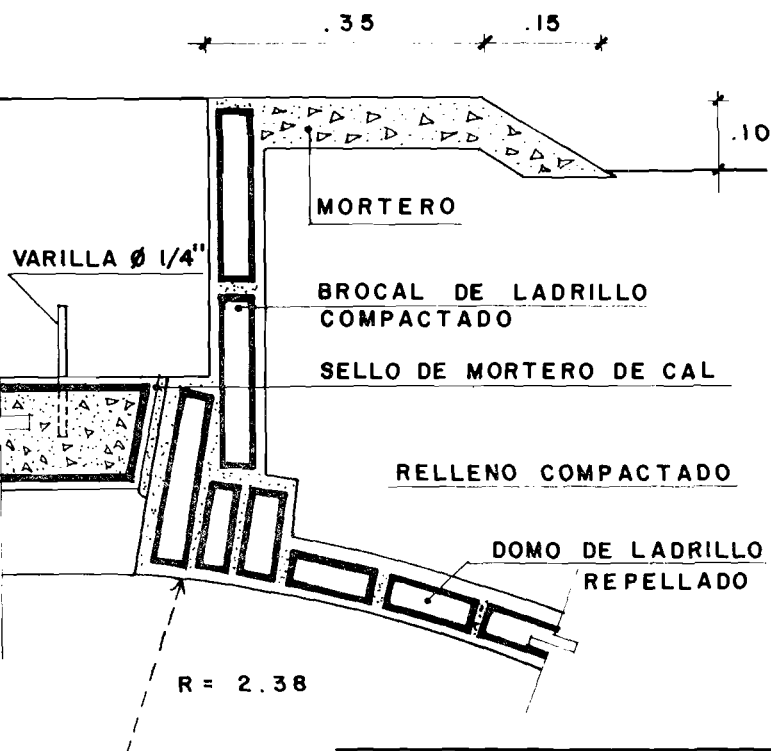 .35 .15
.10
MORTERO
VARILLA Ø 1/4"
BROCAL DE LADRILLO
COMPACTADO
SELLO DE MORTERO DE CAL
RELLENO COMPACTADO
DOMO DE LADRILLO
REPELLADO
R = 2.38